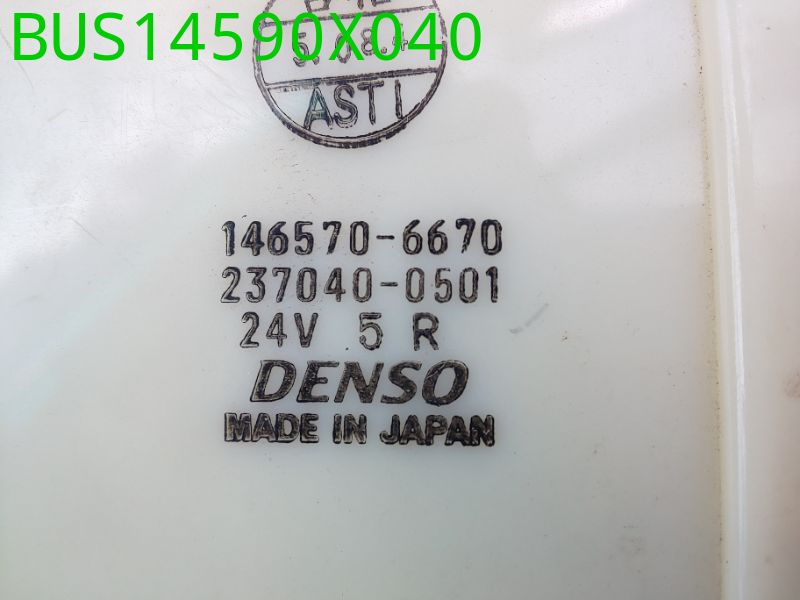 BUS14590X040
ASTI
146570-6670
237040-0501
24V 5 R
DENSO
MADE IN JAPAN